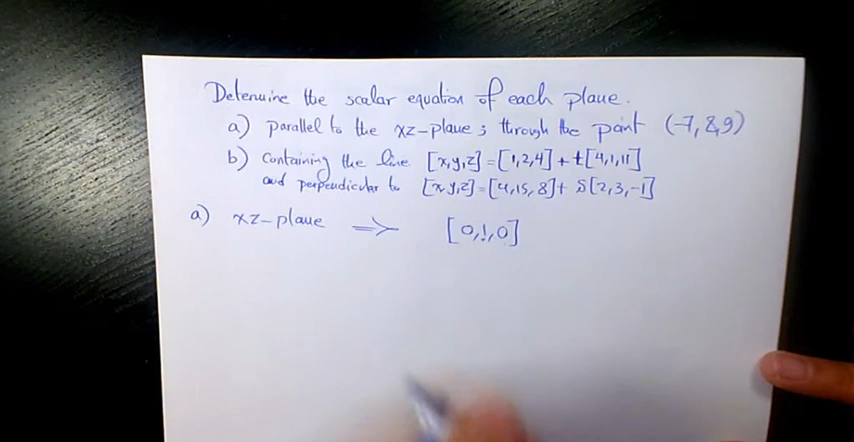 Determine the scalar equation of each plane.
a) parallel to the xz-plane; through the point (-7,8,9)
b) Containing the line [x,y,z]=[1,2,4]+t[4,1,11]
and perpendicular to [x,y,z]=[4,15,8]+s[2,3,-1]
a) xz-plane ⇒ [0,1,0]